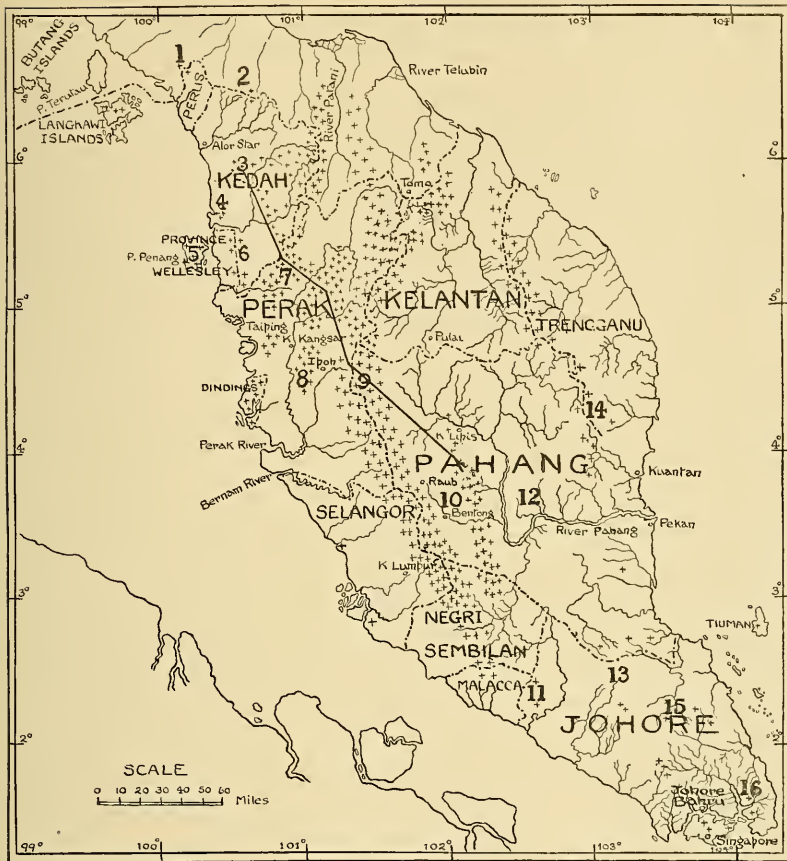 99° 100° 101° 102° 103° 104°
BUTANG
ISLANDS
1
2
River Telubin
P. Terutau
PERLIS
River Patani
LANGKAWI
ISLANDS
Alor Star
6° 6°
3
KEDAH
Tomo
4
PROVINCE
5
6
P. Penang
WELLESLEY
7
5° 5°
PERAK
KELANTAN
TRENGGANU
Taiping
K Kangsar
Pulai
Ipoh
8
9
DINDINGS
14
4° 4°
Perak River
K Lipis
PAHANG
Kuantan
Bernam River
Raub
10
12
SELANGOR
Bentong
River Pahang
Pekan
K Lumpur
3° 3°
NEGRI
SEMBILAN
TIUMAN
MALACCA
11
13
15
JOHORE
2° 2°
SCALE
0 10 20 30 40 50 60
Miles
16
Johore
Bahru
Singapore
99° 100° 101° 102° 103°